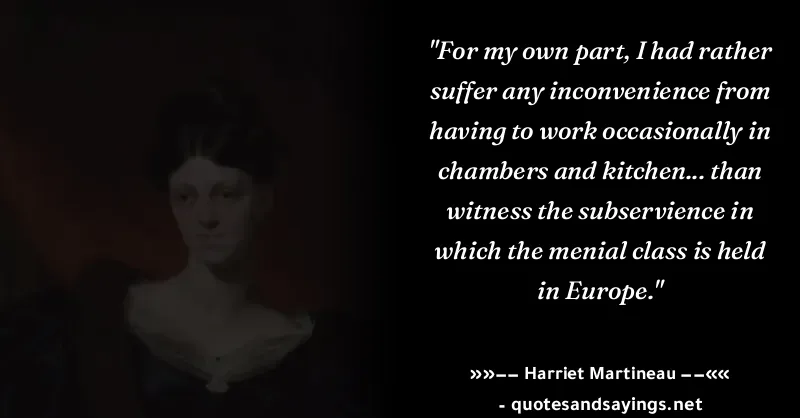 "For my own part, I had rather
suffer any inconvenience from
having to work occasionally in
chambers and kitchen... than
witness the subservience in
which the menial class is held
in Europe."
»»–– Harriet Martineau ––««
- quotesandsayings.net